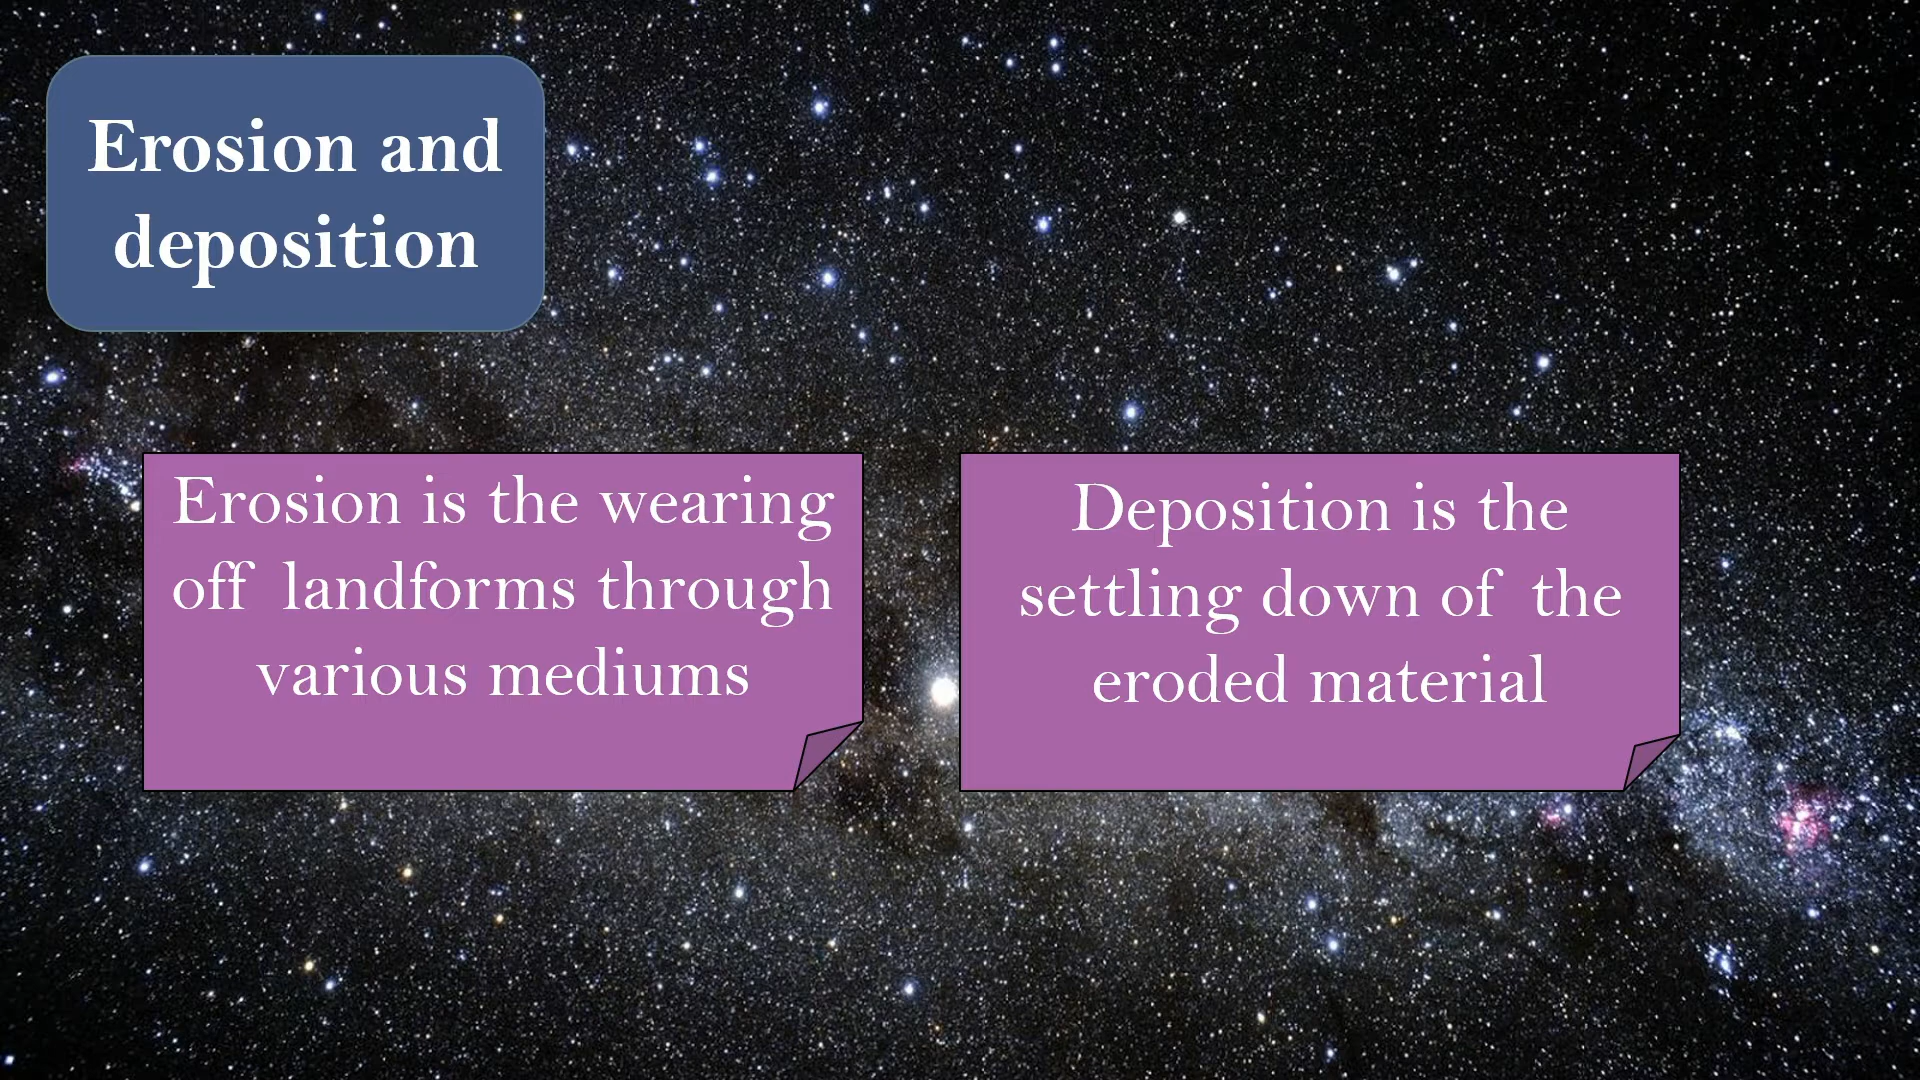 Erosion and
deposition
Erosion is the wearing
off landforms through
various mediums
Deposition is the
settling down of the
eroded material